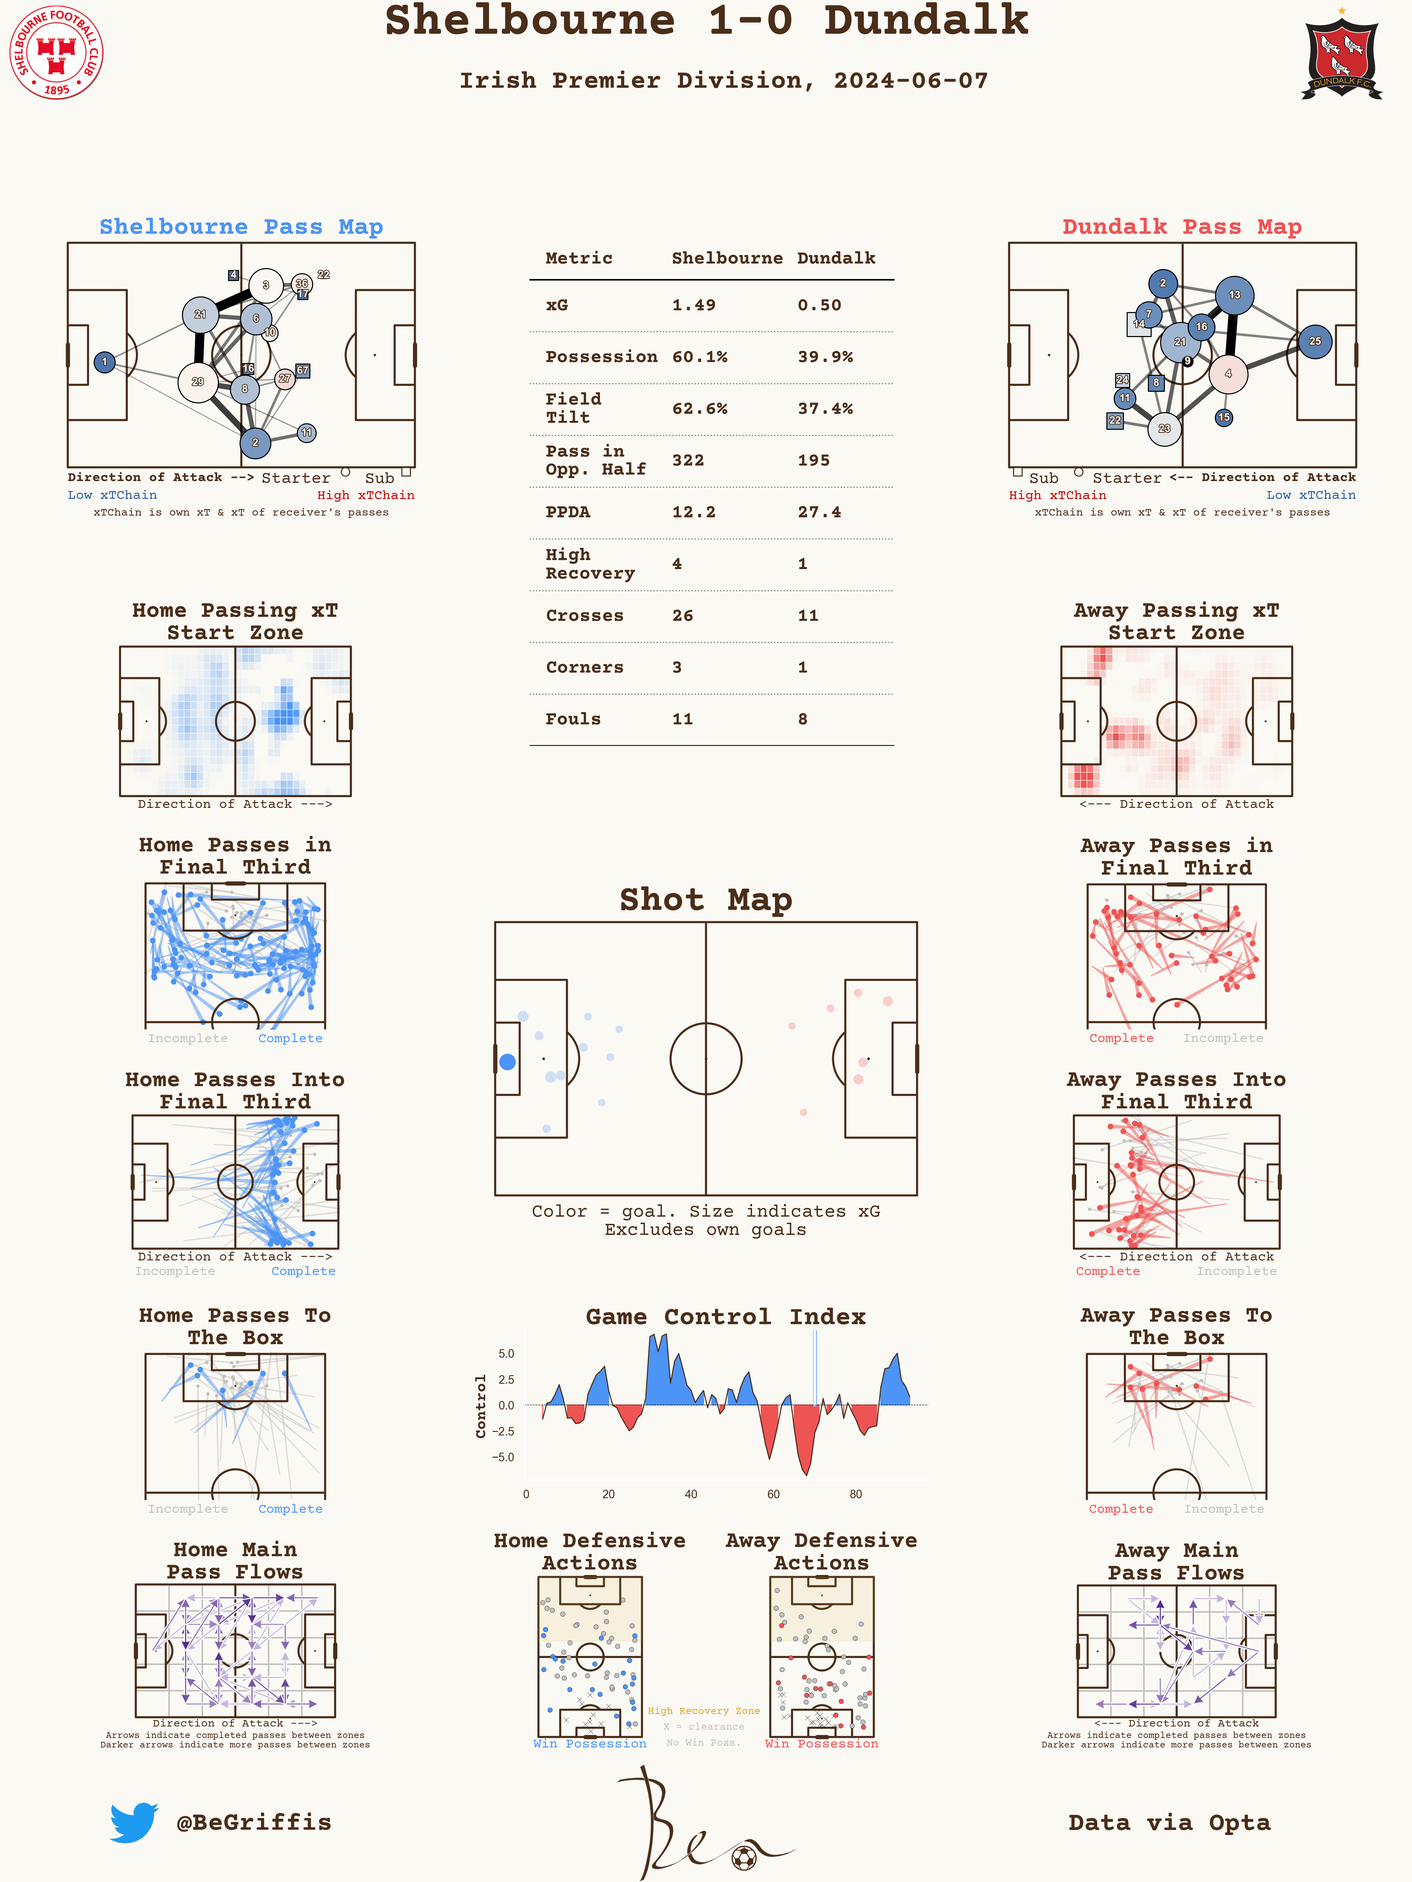 Shelbourne 1-0 Dundalk
Irish Premier Division, 2024-06-07
SHELBOURNE FOOTBALL CLUB
1895
DUNDALK F.C.
Shelbourne Pass Map
4
3
36
22
17
21
6
10
1
16
67
29
8
27
2
11
Direction of Attack --> Starter Sub
Low xTChain High xTChain
xTChain is own xT & xT of receiver's passes
Metric Shelbourne Dundalk
xG 1.49 0.50
Possession 60.1% 39.9%
Field
Tilt 62.6% 37.4%
Pass in
Opp. Half 322 195
PPDA 12.2 27.4
High
Recovery 4 1
Crosses 26 11
Corners 3 1
Fouls 11 8
Dundalk Pass Map
2
13
7
14
16
21
25
9
4
24
8
11
22
23
15
Sub Starter <-- Direction of Attack
High xTChain Low xTChain
xTChain is own xT & xT of receiver's passes
Home Passing xT
Start Zone
Direction of Attack --->
Away Passing xT
Start Zone
<--- Direction of Attack
Home Passes in
Final Third
Incomplete Complete
Away Passes in
Final Third
Complete Incomplete
Shot Map
Color = goal. Size indicates xG
Excludes own goals
Home Passes Into
Final Third
Direction of Attack --->
Incomplete Complete
Away Passes Into
Final Third
<--- Direction of Attack
Complete Incomplete
Home Passes To
The Box
Incomplete Complete
Game Control Index
Control
5.0
2.5
0.0
−2.5
−5.0
0 20 40 60 80
Away Passes To
The Box
Complete Incomplete
Home Main
Pass Flows
Direction of Attack --->
Arrows indicate completed passes between zones
Darker arrows indicate more passes between zones
Home Defensive
Actions
Win Possession
High Recovery Zone
X = clearance
No Win Poss.
Away Defensive
Actions
Win Possession
Away Main
Pass Flows
<--- Direction of Attack
Arrows indicate completed passes between zones
Darker arrows indicate more passes between zones
@BeGriffis
Ben
Data via Opta